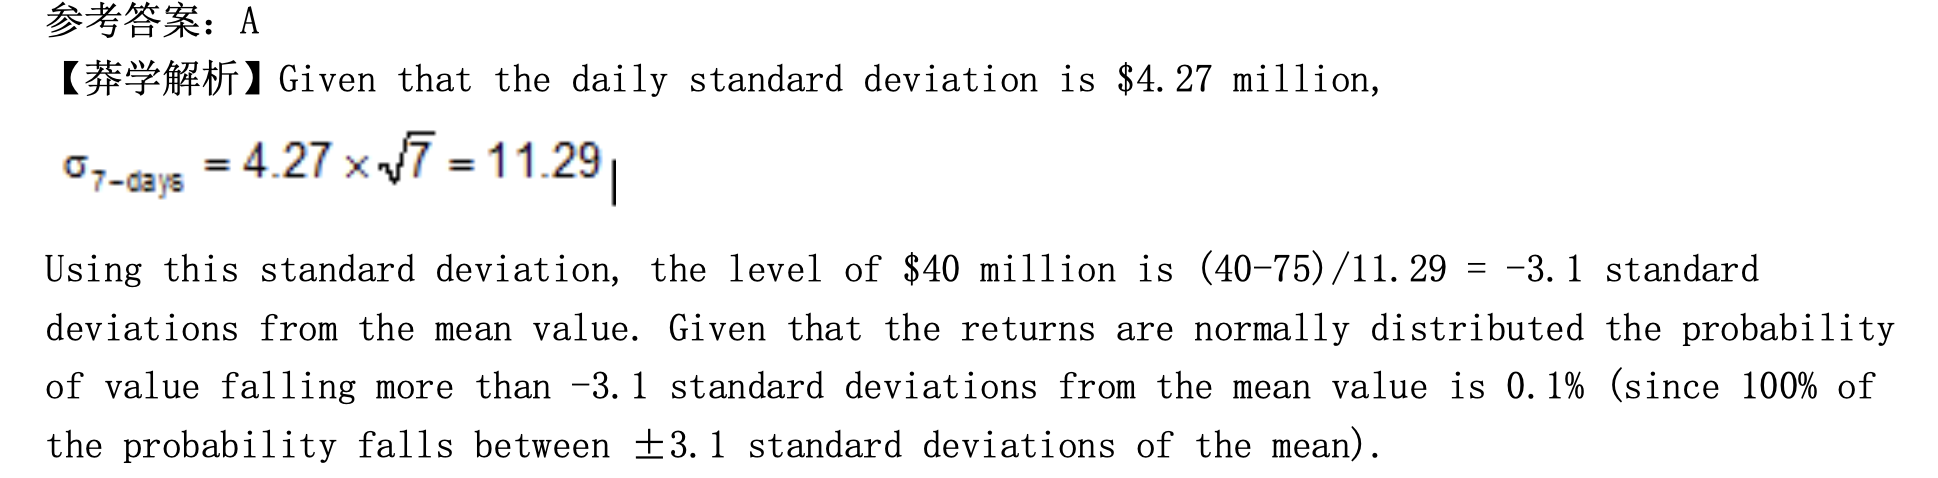 参考答案：A
【莽学解析】Given that the daily standard deviation is $4.27 million,
σ7-days = 4.27 × √7 = 11.29
Using this standard deviation, the level of $40 million is (40-75)/11.29 = -3.1 standard
deviations from the mean value. Given that the returns are normally distributed the probability
of value falling more than -3.1 standard deviations from the mean value is 0.1% (since 100% of
the probability falls between ±3.1 standard deviations of the mean).